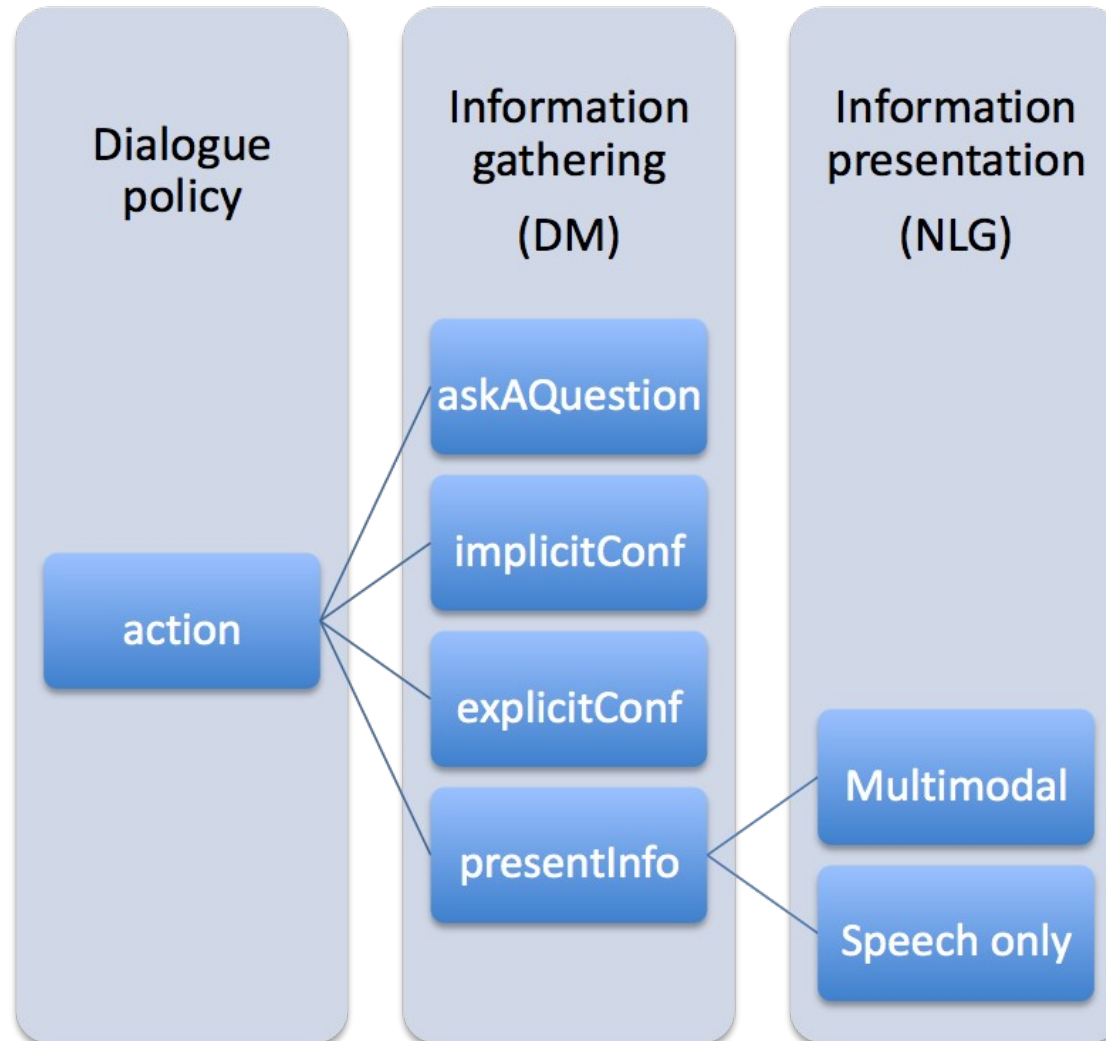 Dialogue
policy
action
Information
gathering
(DM)
askAQuestion
implicitConf
explicitConf
presentInfo
Information
presentation
(NLG)
Multimodal
Speech only